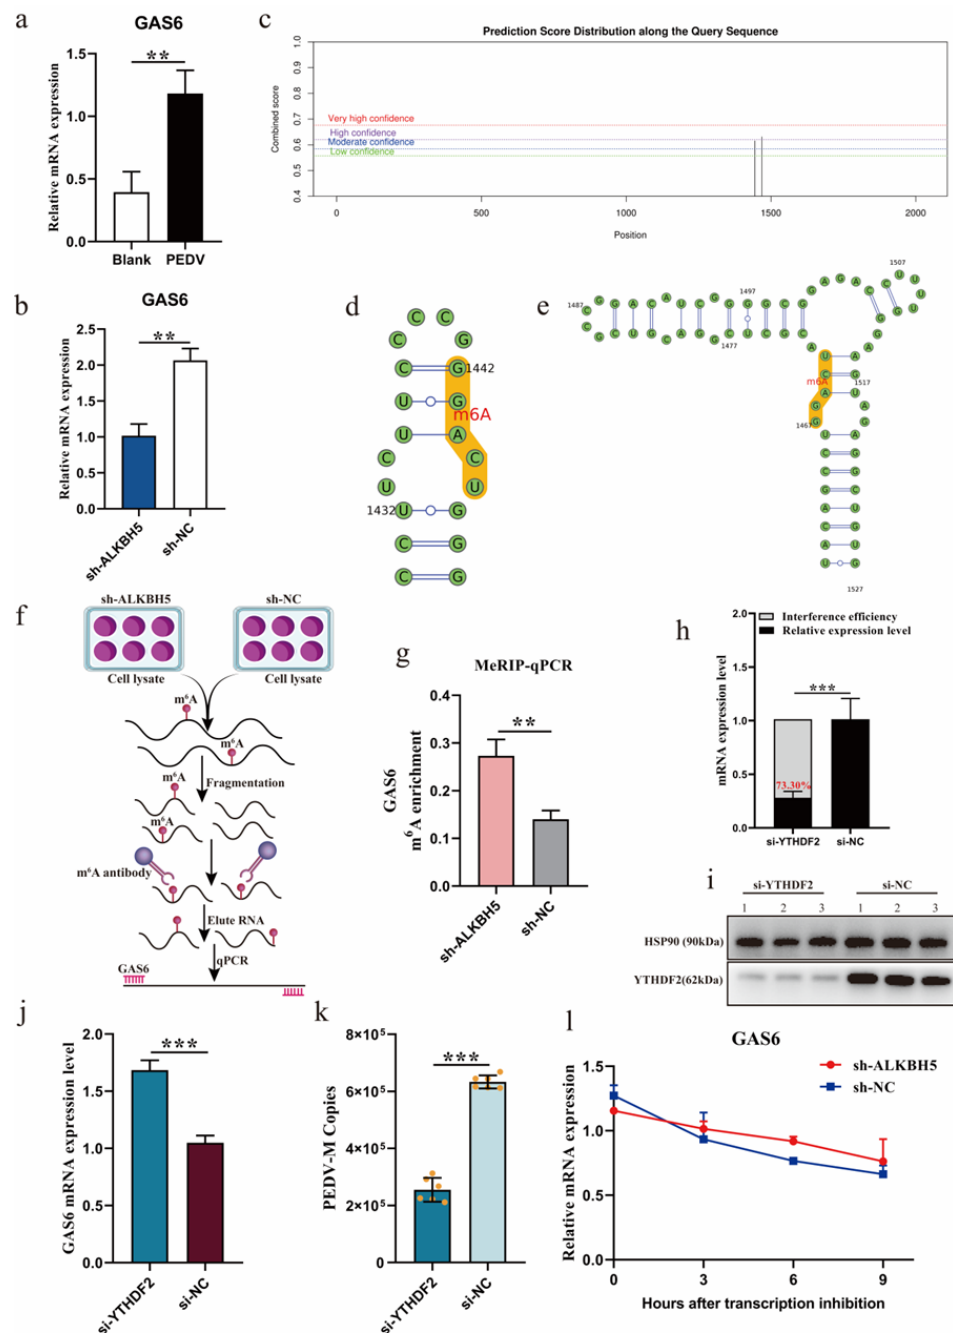 a
GAS6
Relative mRNA expression
1.5
1.0
0.5
0.0
**
Blank
PEDV
c
Prediction Score Distribution along the Query Sequence
Combined score
1.0
0.9
0.8
0.7
0.6
0.5
0.4
Very high confidence
High confidence
Moderate confidence
Low confidence
0
500
1000
1500
2000
Position
b
GAS6
Relative mRNA expression
2.5
2.0
1.5
1.0
0.5
0.0
**
sh-ALKBH5
sh-NC
d
C C
C G
C G 1442
U G
m6A
U A
C C
U U
1432 U G
C G
C G
e
1487
1497
1507
1477
m6A
1517
1467
1527
f
sh-ALKBH5
sh-NC
Cell lysate
Cell lysate
m⁶A
m⁶A
Fragmentation
m⁶A
m⁶A
m⁶A antibody
Elute RNA
qPCR
GAS6
g
MeRIP-qPCR
GAS6
m⁶A enrichment
0.4
0.3
0.2
0.1
0.0
**
sh-ALKBH5
sh-NC
h
mRNA expression level
2.0
1.5
1.0
0.5
0.0
Interference efficiency
Relative expression level
***
73.30%
si-YTHDF2
si-NC
i
si-YTHDF2
si-NC
1 2 3 1 2 3
HSP90 (90kDa)
YTHDF2(62kDa)
j
GAS6 mRNA expression level
2.0
1.5
1.0
0.5
0.0
***
si-YTHDF2
si-NC
k
PEDV-M Copies
8×10⁵
6×10⁵
4×10⁵
2×10⁵
0
***
si-YTHDF2
si-NC
l
GAS6
Relative mRNA expression
1.5
1.0
0.5
0.0
sh-ALKBH5
sh-NC
0
3
6
9
Hours after transcription inhibition